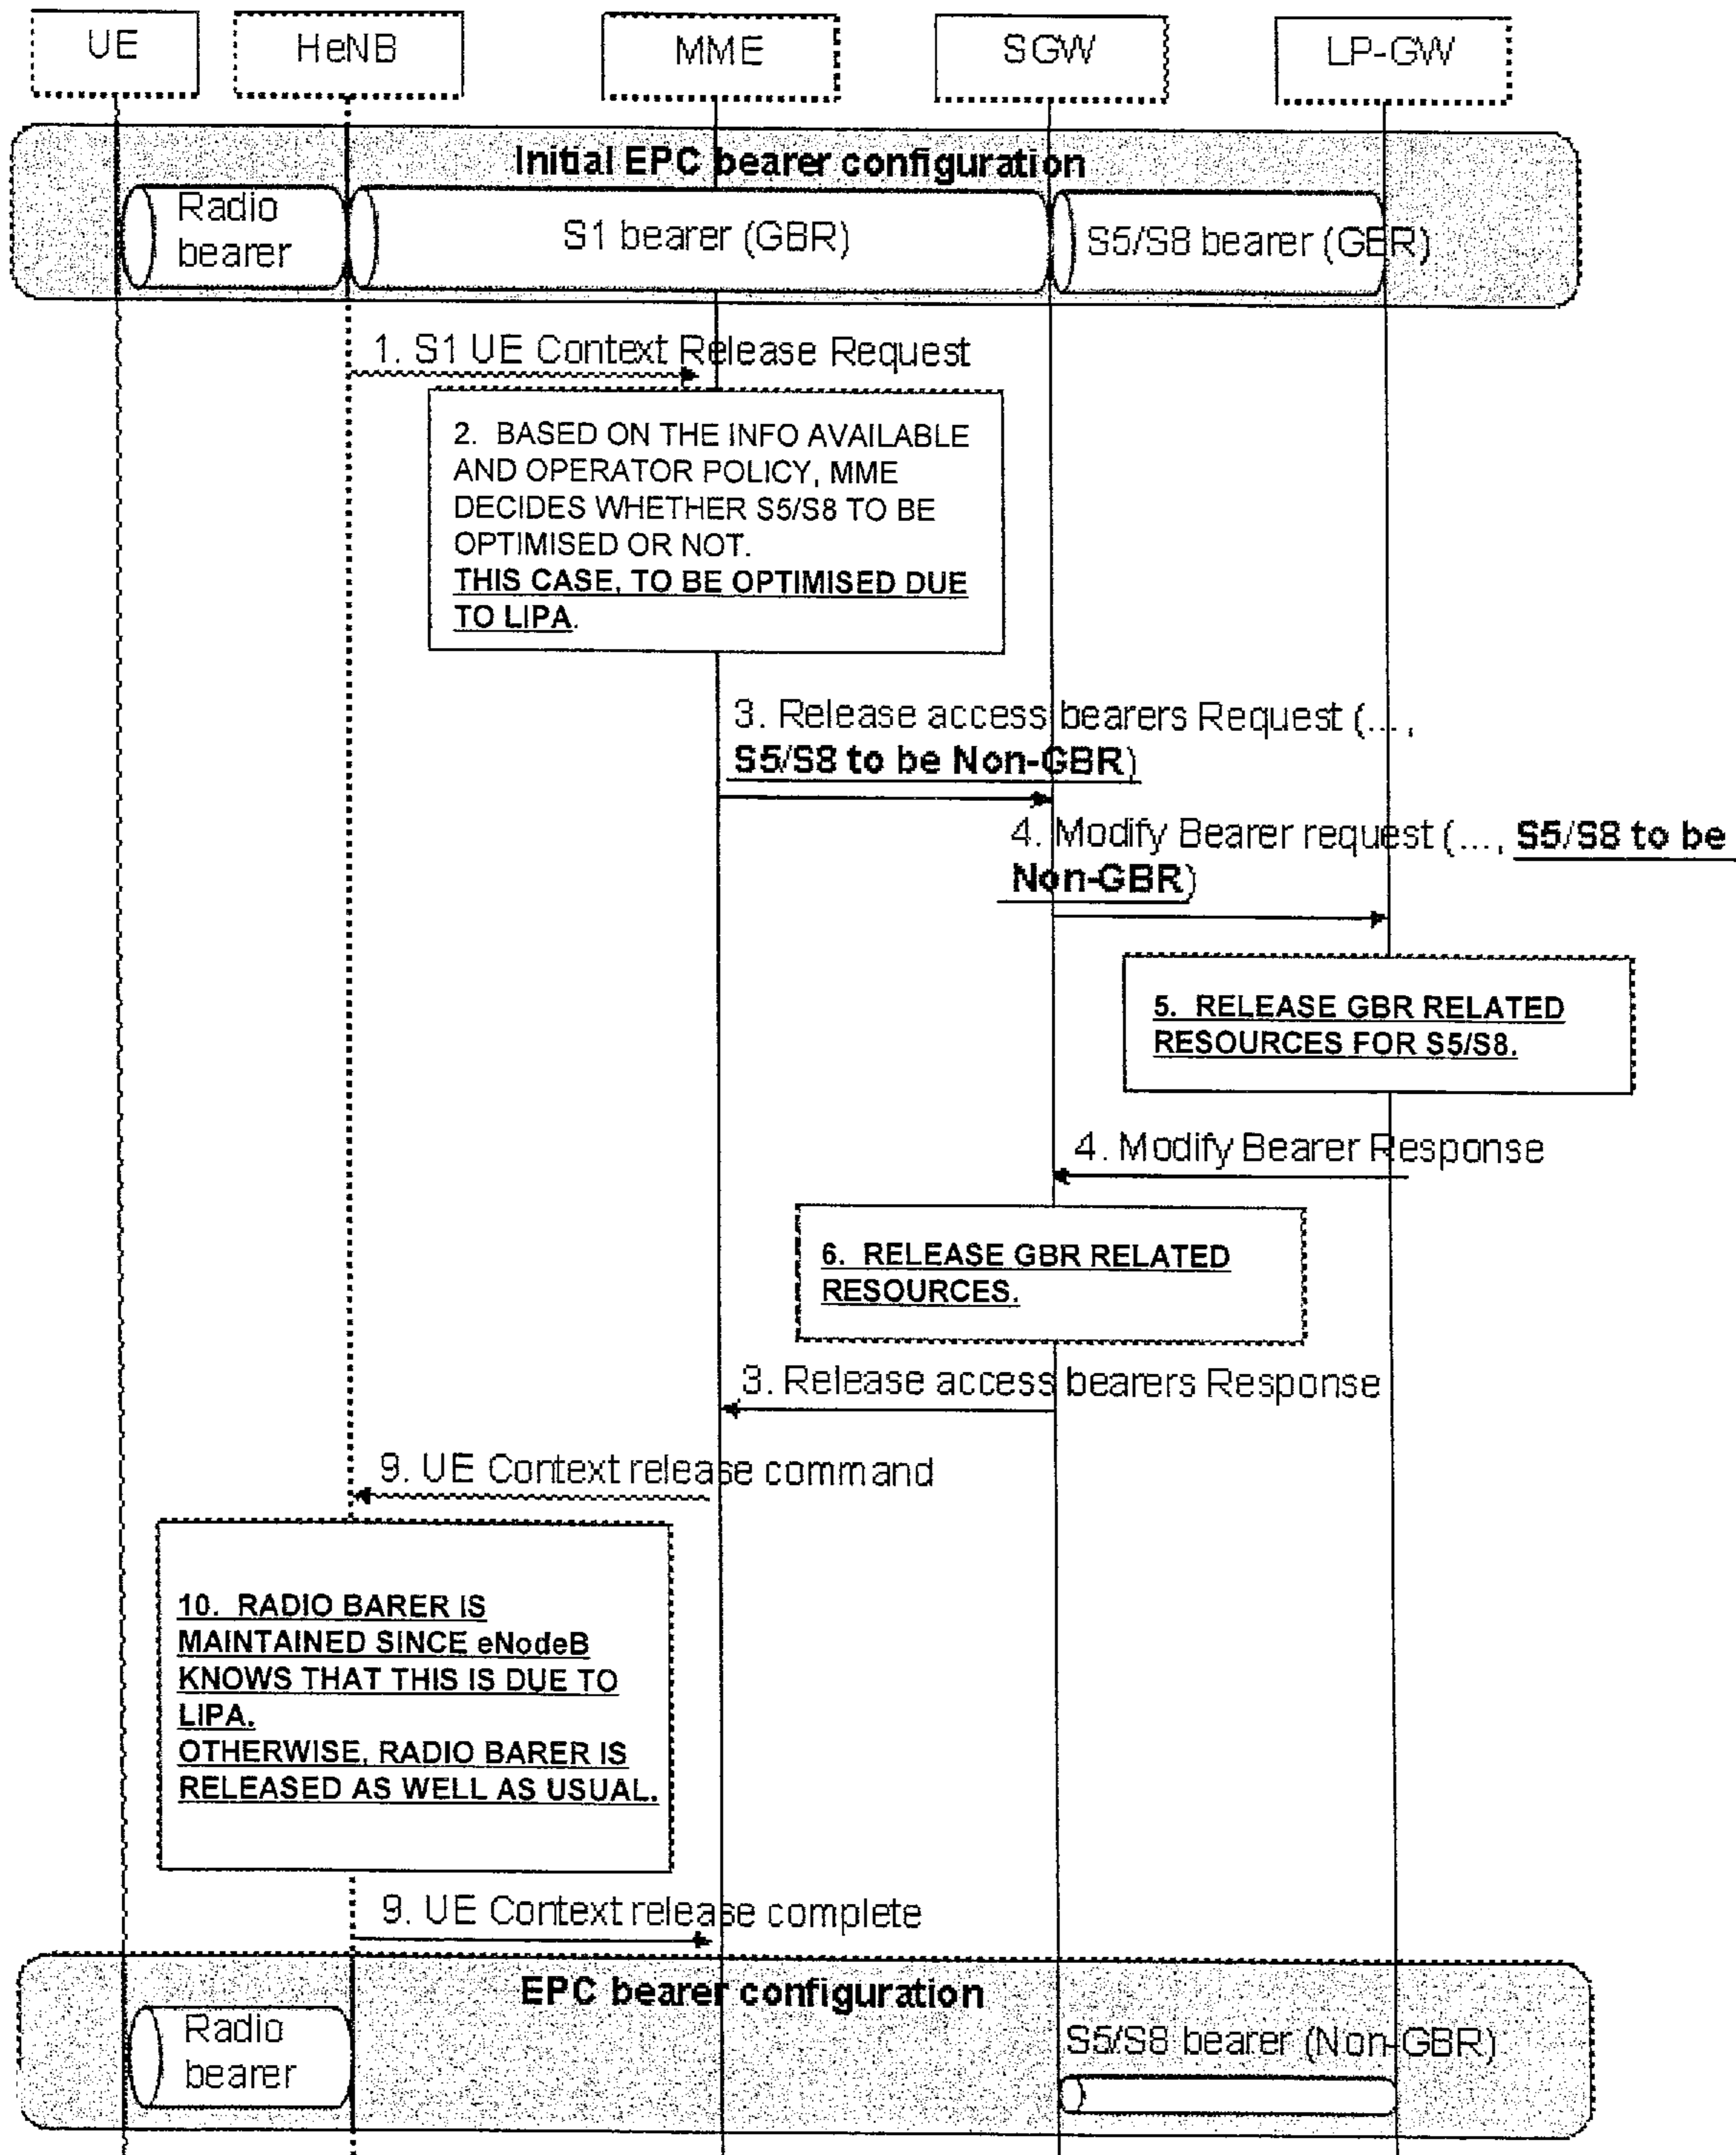 UE
HeNB
MME
SGW
LP-GW
Initial EPC bearer configuration
Radio
bearer
S1 bearer (GBR)
S5/S8 bearer (GBR)
1. S1 UE Context Release Request
2. BASED ON THE INFO AVAILABLE
AND OPERATOR POLICY, MME
DECIDES WHETHER S5/S8 TO BE
OPTIMISED OR NOT.
THIS CASE, TO BE OPTIMISED DUE
TO LIPA.
3. Release access bearers Request (... ,
S5/S8 to be Non-GBR)
4. Modify Bearer request (..., S5/S8 to be
Non-GBR)
5. RELEASE GBR RELATED
RESOURCES FOR S5/S8.
4. Modify Bearer Response
6. RELEASE GBR RELATED
RESOURCES.
3. Release access bearers Response
9. UE Context release command
10. RADIO BARER IS
MAINTAINED SINCE eNodeB
KNOWS THAT THIS IS DUE TO
LIPA.
OTHERWISE, RADIO BARER IS
RELEASED AS WELL AS USUAL.
9. UE Context release complete
EPC bearer configuration
Radio
bearer
S5/S8 bearer (Non-GBR)